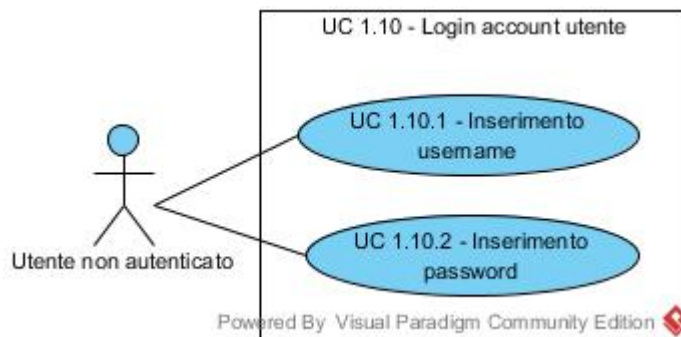 UC 1.10 - Login account utente
UC 1.10.1 - Inserimento
username
Utente non autenticato
UC 1.10.2 - Inserimento
password
Powered By Visual Paradigm Community Edition